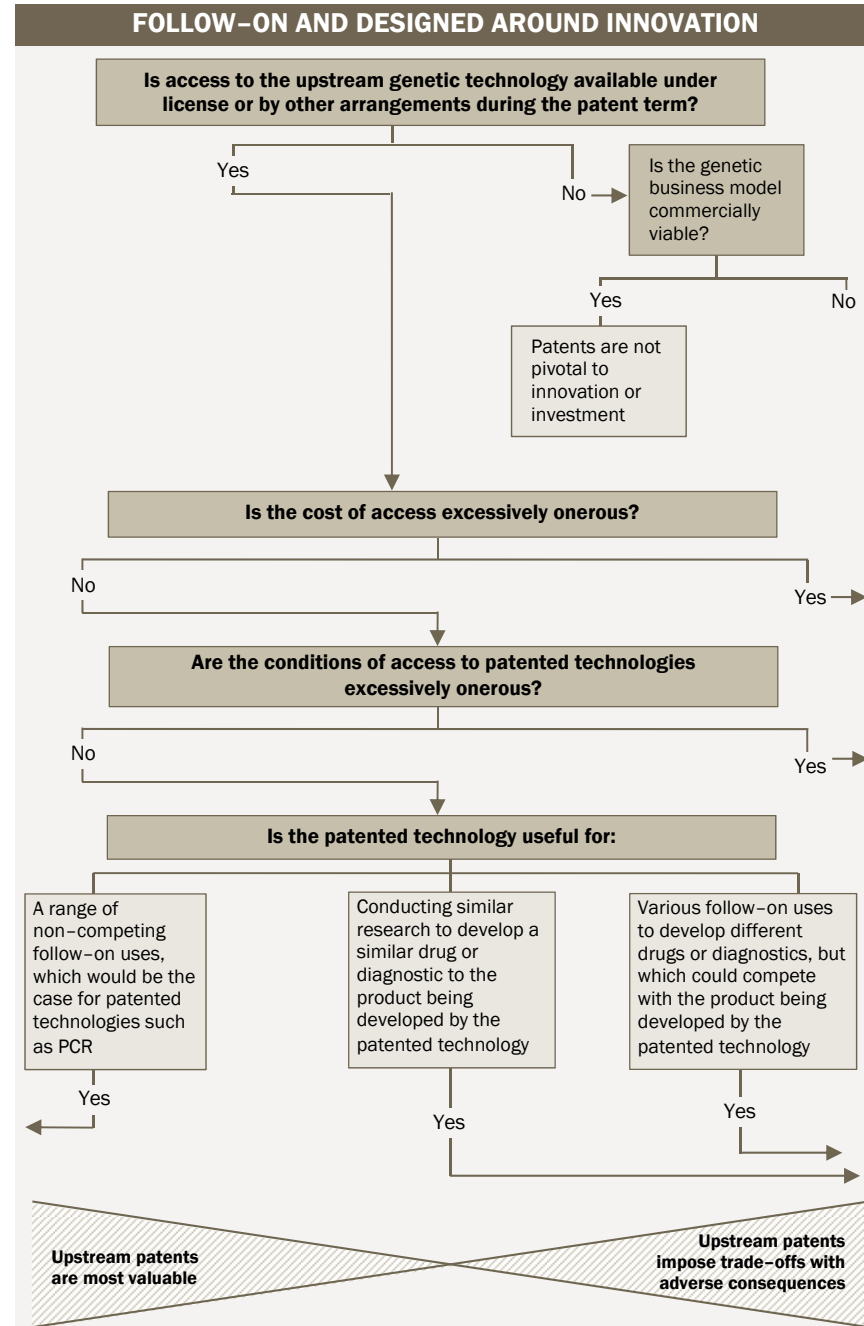 FOLLOW–ON AND DESIGNED AROUND INNOVATION
Is access to the upstream genetic technology available under
license or by other arrangements during the patent term?
Yes
No
Is the genetic
business model
commercially
viable?
Yes
No
Patents are not
pivotal to
innovation or
investment
Is the cost of access excessively onerous?
No
Yes
Are the conditions of access to patented technologies
excessively onerous?
No
Yes
Is the patented technology useful for:
A range of
non–competing
follow–on uses,
which would be the
case for patented
technologies such
as PCR
Conducting similar
research to develop a
similar drug or
diagnostic to the
product being
developed by the
patented technology
Various follow–on uses
to develop different
drugs or diagnostics, but
which could compete
with the product being
developed by the
patented technology
Yes
Yes
Yes
Upstream patents
are most valuable
Upstream patents
impose trade–offs with
adverse consequences